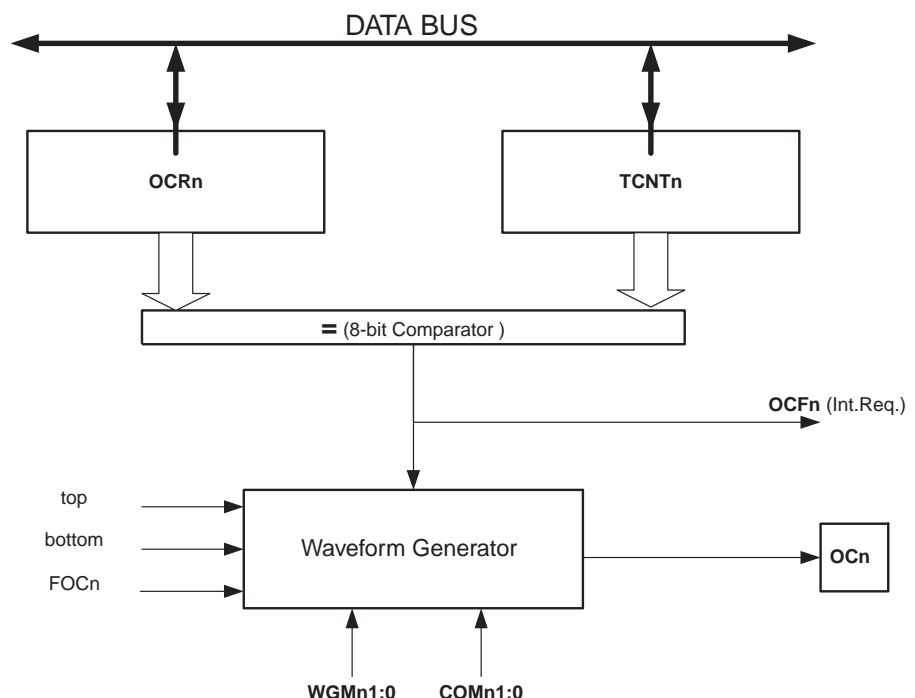 DATA BUS
OCRn
TCNTn
= (8-bit Comparator )
OCFn (Int.Req.)
top
bottom
FOCn
Waveform Generator
OCn
WGMn1:0
COMn1:0